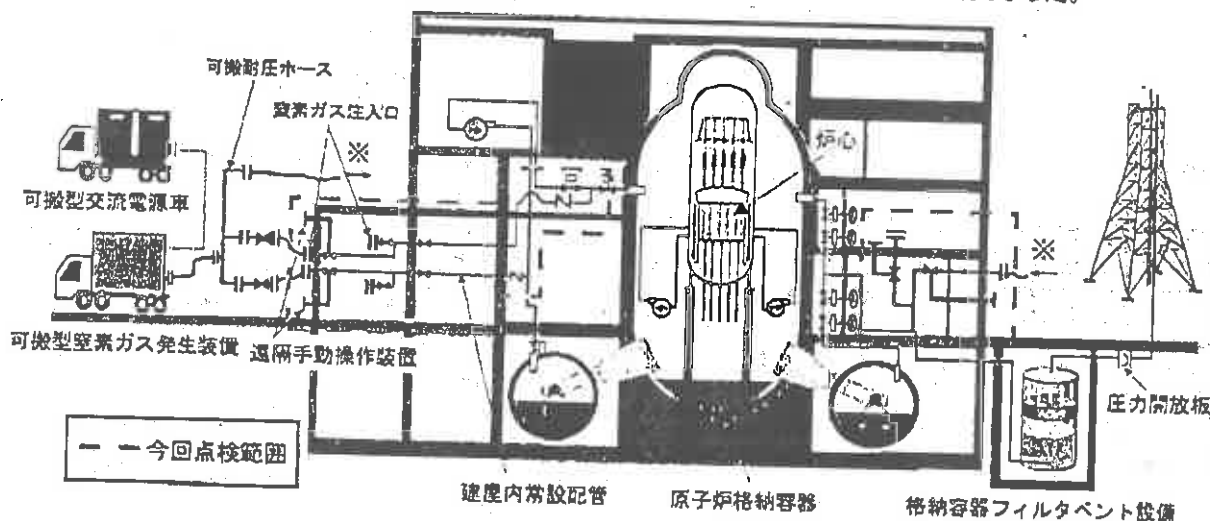 可搬耐圧ホース
窒素ガス注入口
※
可搬型交流電源車
炉心
※
可搬型窒素ガス発生装置
遠隔手動操作装置
圧力開放板
今回点検範囲
建屋内常設配管
原子炉格納容器
格納容器フィルタベント設備